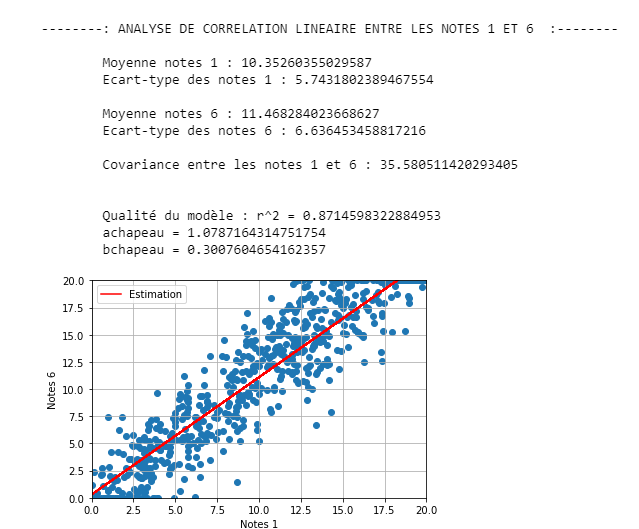 --------: ANALYSE DE CORRELATION LINEAIRE ENTRE LES NOTES 1 ET 6 :--------
Moyenne notes 1 : 10.35260355029587
Ecart-type des notes 1 : 5.7431802389467554
Moyenne notes 6 : 11.468284023668627
Ecart-type des notes 6 : 6.636453458817216
Covariance entre les notes 1 et 6 : 35.580511420293405
Qualité du modèle : r^2 = 0.8714598322884953
achapeau = 1.0787164314751754
bchapeau = 0.3007604654162357
Estimation
20.0
17.5
15.0
12.5
10.0
7.5
5.0
2.5
0.0
Notes 6
0.0 2.5 5.0 7.5 10.0 12.5 15.0 17.5 20.0
Notes 1